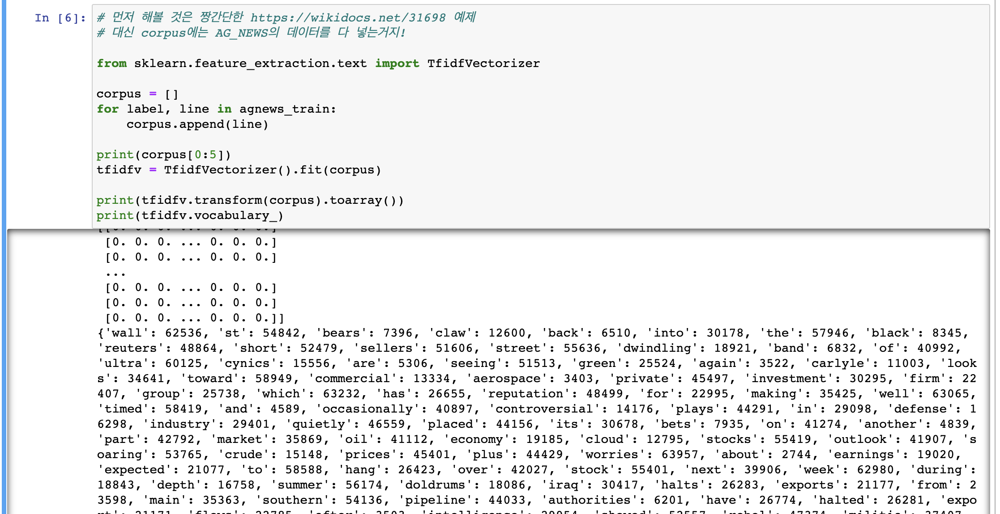 In [6]: # 먼저 해볼 것은 짱간단한 https://wikidocs.net/31698 예제
# 대신 corpus에는 AG_NEWS의 데이터를 다 넣는거지!
from sklearn.feature_extraction.text import TfidfVectorizer
corpus = []
for label, line in agnews_train:
    corpus.append(line)
print(corpus[0:5])
tfidfv = TfidfVectorizer().fit(corpus)
print(tfidfv.transform(corpus).toarray())
print(tfidfv.vocabulary_)
[[0. 0. 0. ... 0. 0. 0.]
[0. 0. 0. ... 0. 0. 0.]
[0. 0. 0. ... 0. 0. 0.]
...
[0. 0. 0. ... 0. 0. 0.]
[0. 0. 0. ... 0. 0. 0.]
[0. 0. 0. ... 0. 0. 0.]]
{'wall': 62536, 'st': 54842, 'bears': 7396, 'claw': 12600, 'back': 6510, 'into': 30178, 'the': 57946, 'black': 8345,
'reuters': 48864, 'short': 52479, 'sellers': 51606, 'street': 55636, 'dwindling': 18921, 'band': 6832, 'of': 40992,
'ultra': 60125, 'cynics': 15556, 'are': 5306, 'seeing': 51513, 'green': 25524, 'again': 3522, 'carlyle': 11003, 'look
s': 34641, 'toward': 58949, 'commercial': 13334, 'aerospace': 3403, 'private': 45497, 'investment': 30295, 'firm': 22
407, 'group': 25738, 'which': 63232, 'has': 26655, 'reputation': 48499, 'for': 22995, 'making': 35425, 'well': 63065,
'timed': 58419, 'and': 4589, 'occasionally': 40897, 'controversial': 14176, 'plays': 44291, 'in': 29098, 'defense': 1
6298, 'industry': 29401, 'quietly': 46559, 'placed': 44156, 'its': 30678, 'bets': 7935, 'on': 41274, 'another': 4839,
'part': 42792, 'market': 35869, 'oil': 41112, 'economy': 19185, 'cloud': 12795, 'stocks': 55419, 'outlook': 41907, 's
oaring': 53765, 'crude': 15148, 'prices': 45401, 'plus': 44429, 'worries': 63957, 'about': 2744, 'earnings': 19020,
'expected': 21077, 'to': 58588, 'hang': 26423, 'over': 42027, 'stock': 55401, 'next': 39906, 'week': 62980, 'during':
18843, 'depth': 16758, 'summer': 56174, 'doldrums': 18086, 'iraq': 30417, 'halts': 26283, 'exports': 21177, 'from': 2
3598, 'main': 35363, 'southern': 54136, 'pipeline': 44033, 'authorities': 6201, 'have': 26774, 'halted': 26281, 'expo